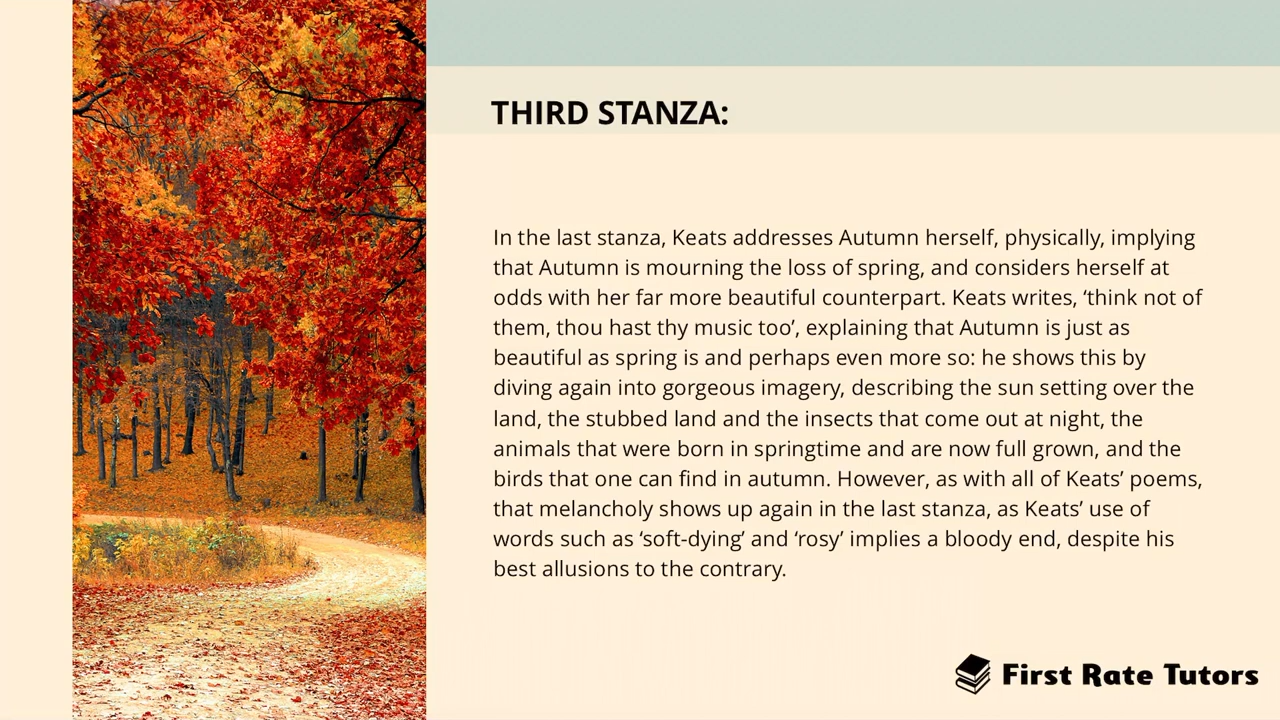 THIRD STANZA:
In the last stanza, Keats addresses Autumn herself, physically, implying
that Autumn is mourning the loss of spring, and considers herself at
odds with her far more beautiful counterpart. Keats writes, ‘think not of
them, thou hast thy music too’, explaining that Autumn is just as
beautiful as spring is and perhaps even more so: he shows this by
diving again into gorgeous imagery, describing the sun setting over the
land, the stubbed land and the insects that come out at night, the
animals that were born in springtime and are now full grown, and the
birds that one can find in autumn. However, as with all of Keats’ poems,
that melancholy shows up again in the last stanza, as Keats’ use of
words such as ‘soft-dying’ and ‘rosy’ implies a bloody end, despite his
best allusions to the contrary.
First Rate Tutors